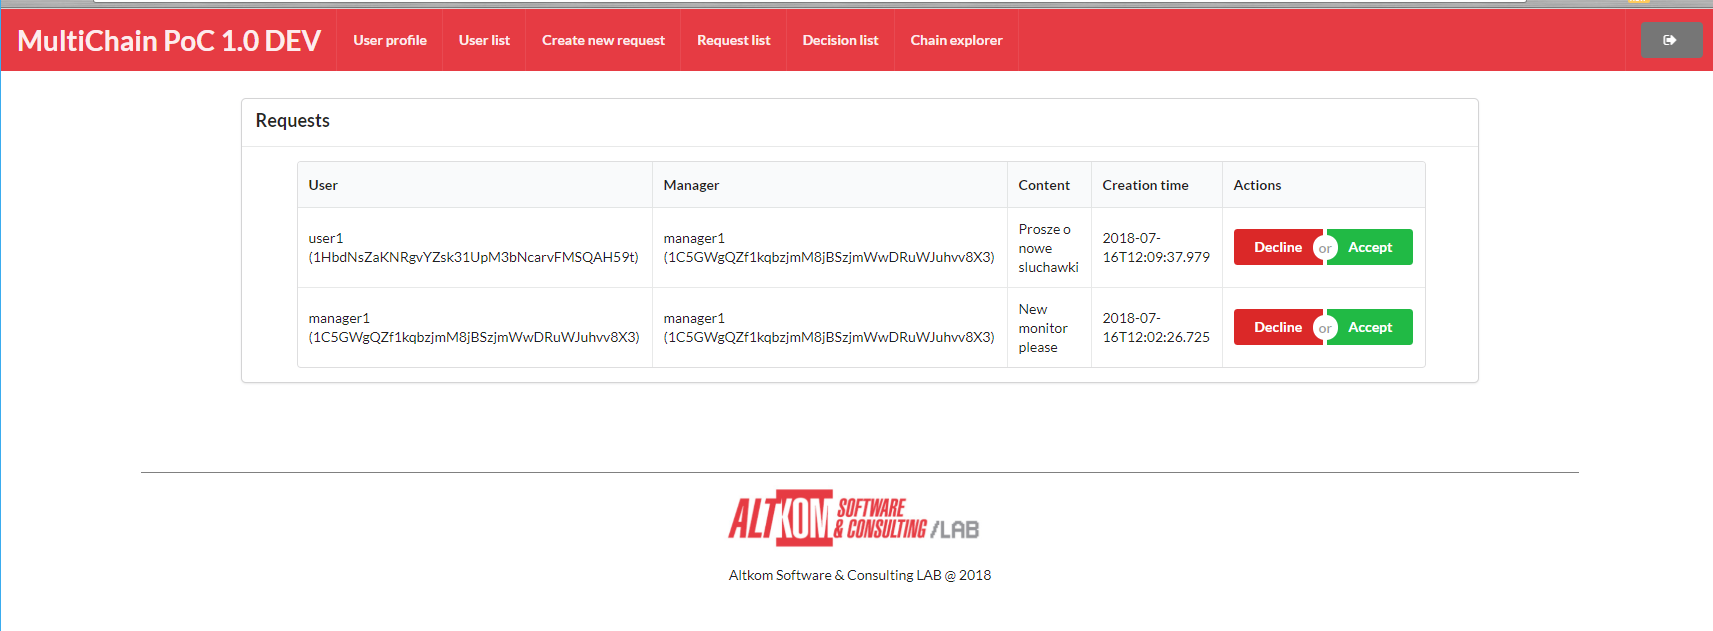 MultiChain PoC 1.0 DEV User profile User list Create new request Request list Decision list Chain explorer
Requests
User Manager Content Creation time Actions
user1
(1HbdNsZaKNRgvYZsk31UpM3bNcarvFMSQAH59t)
manager1
(1C5GWgQZf1kqbzjmM8jBSzjmWwDRuWJuhvv8X3)
Prosze o
nowe
sluchawki
2018-07-
16T12:09:37.979
Decline or Accept
manager1
(1C5GWgQZf1kqbzjmM8jBSzjmWwDRuWJuhvv8X3)
manager1
(1C5GWgQZf1kqbzjmM8jBSzjmWwDRuWJuhvv8X3)
New
monitor
please
2018-07-
16T12:02:26.725
Decline or Accept
ALTKOM SOFTWARE
& CONSULTING /LAB
Altkom Software & Consulting LAB @ 2018